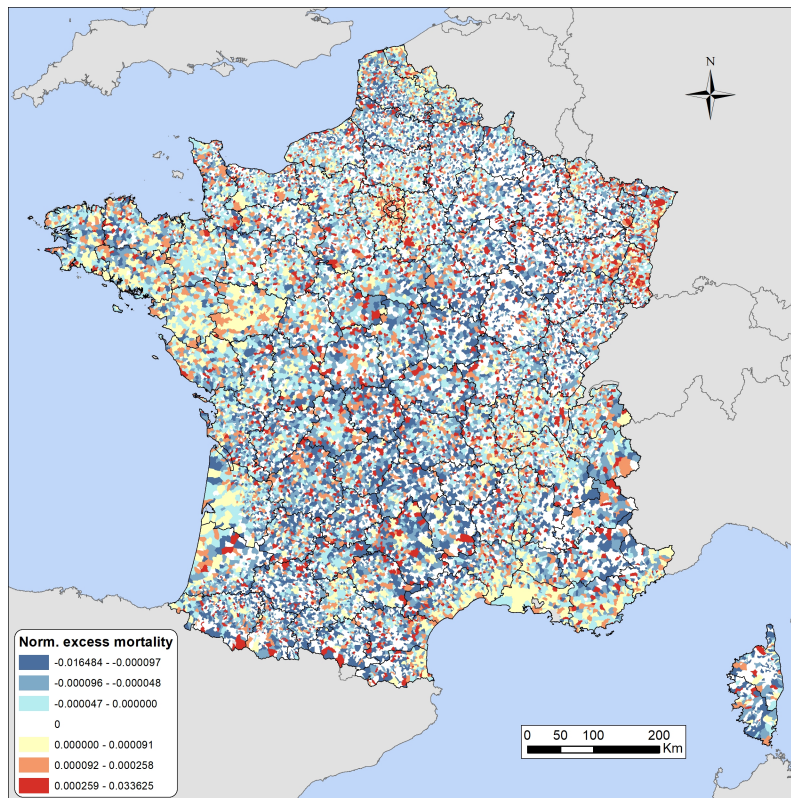 N
Norm. excess mortality
-0.016484 - -0.000097
-0.000096 - -0.000048
-0.000047 - 0.000000
0
0.000000 - 0.000091
0.000092 - 0.000258
0.000259 - 0.033625
0 50 100 200
Km